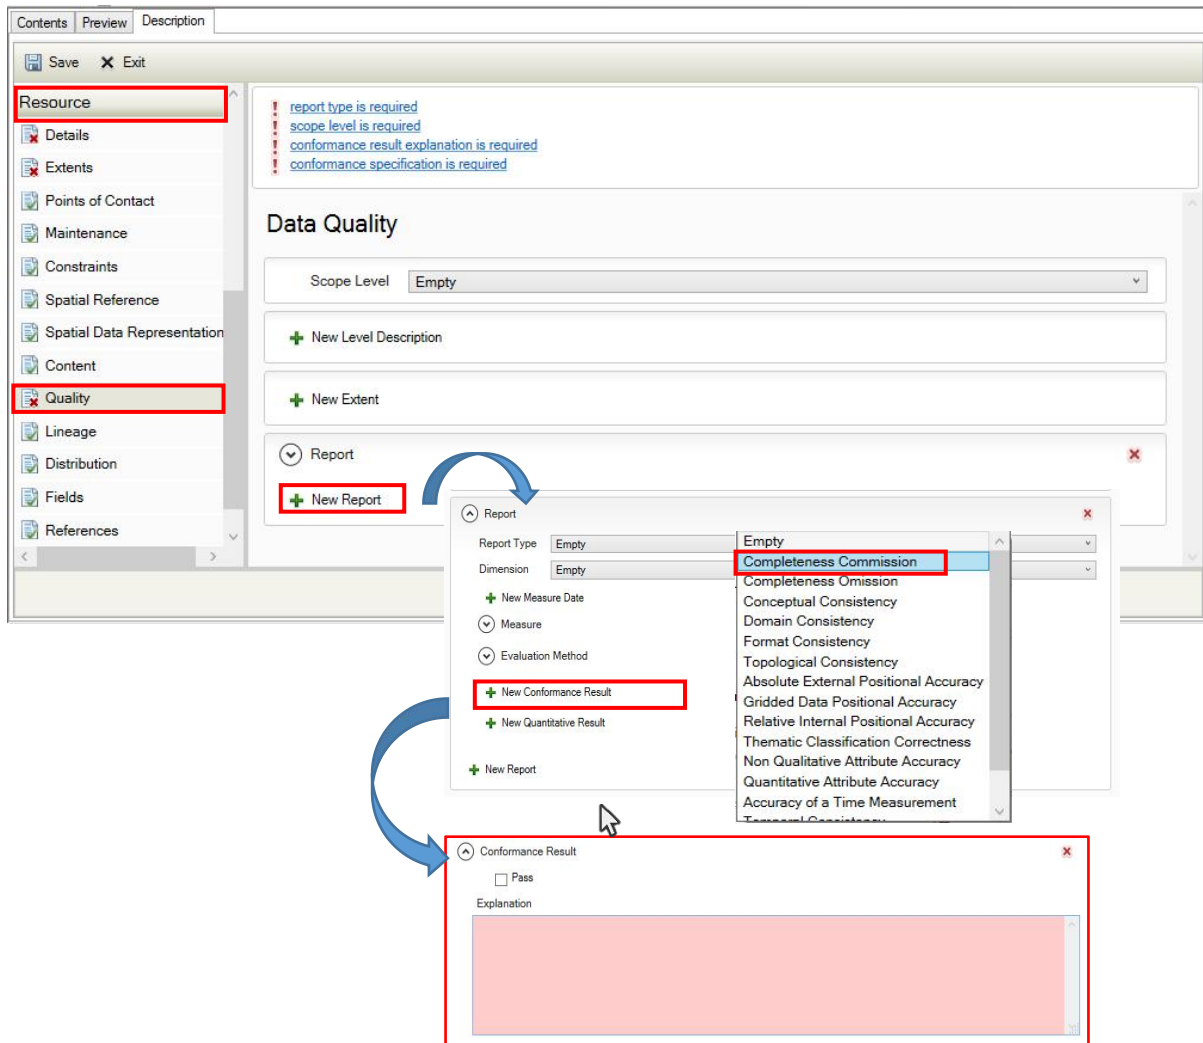 Contents Preview Description
Save Exit
Resource
Details
Extents
Points of Contact
Maintenance
Constraints
Spatial Reference
Spatial Data Representation
Content
Quality
Lineage
Distribution
Fields
References
report type is required
scope level is required
conformance result explanation is required
conformance specification is required
Data Quality
Scope Level Empty
New Level Description
New Extent
Report
New Report
Report
Report Type Empty
Dimension Empty
New Measure Date
Measure
Evaluation Method
New Conformance Result
New Quantitative Result
New Report
Empty
Completeness Commission
Completeness Omission
Conceptual Consistency
Domain Consistency
Format Consistency
Topological Consistency
Absolute External Positional Accuracy
Gridded Data Positional Accuracy
Relative Internal Positional Accuracy
Thematic Classification Correctness
Non Qualitative Attribute Accuracy
Quantitative Attribute Accuracy
Accuracy of a Time Measurement
Temporal Consistency
Conformance Result
Pass
Explanation